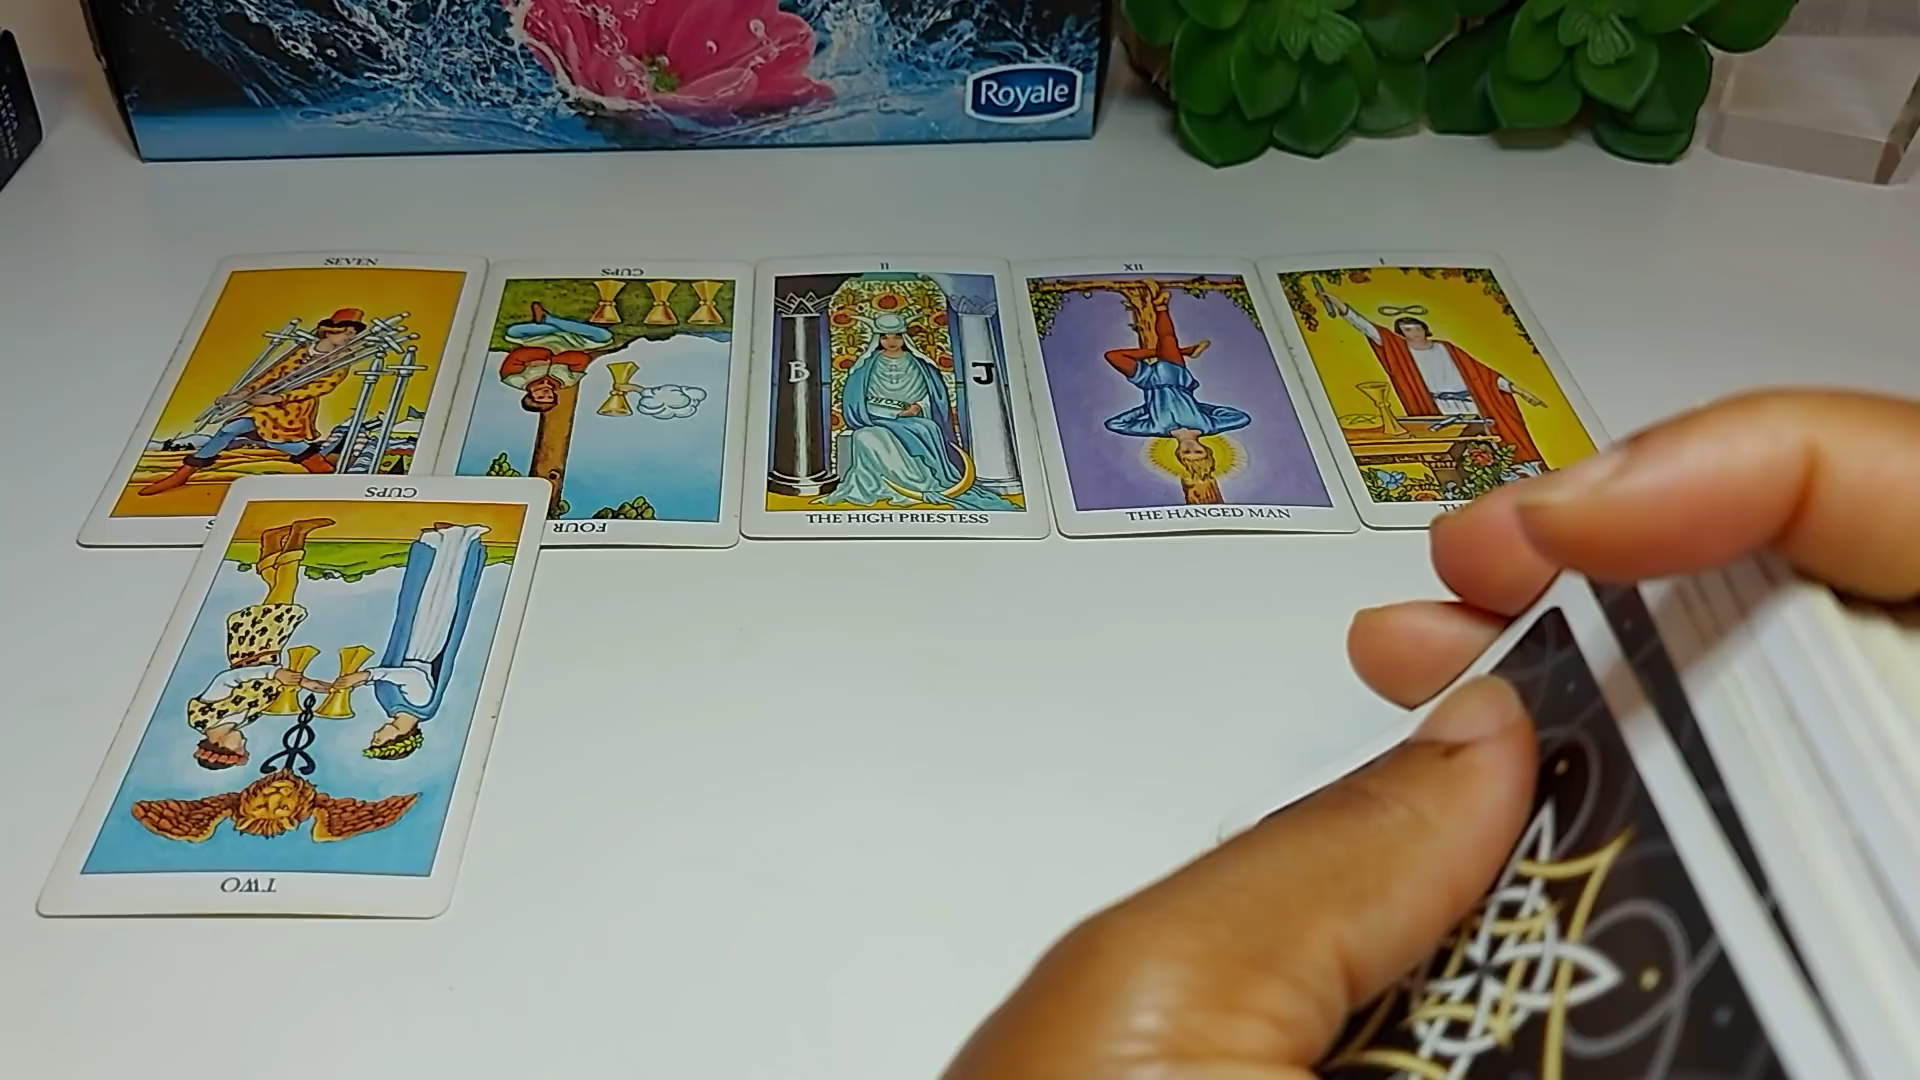 Royale
SEVEN
CUPS
FOUR
II
B
J
THE HIGH PRIESTESS
XII
THE HANGED MAN
I
CUPS
TWO